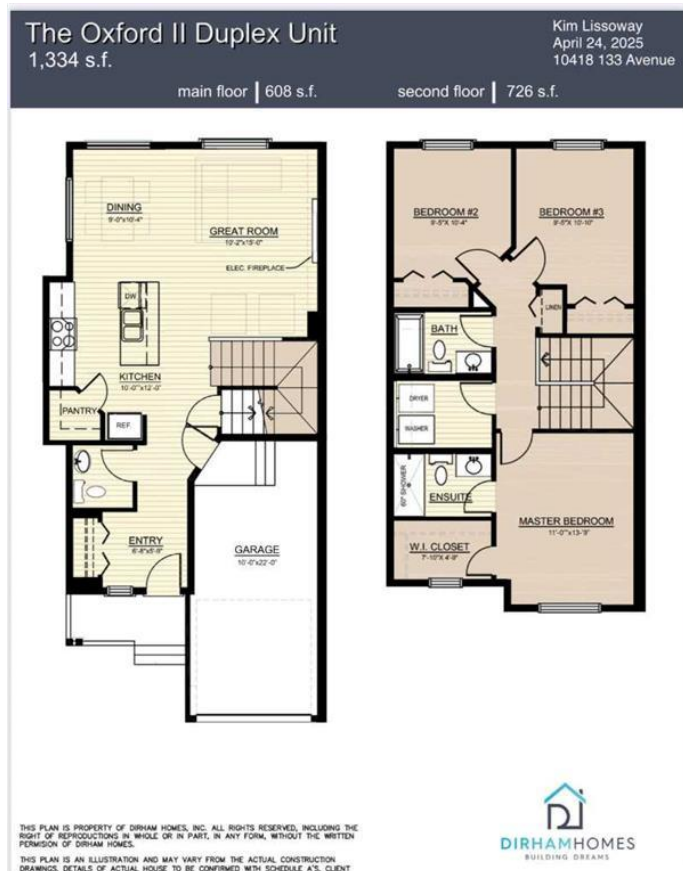 The Oxford II Duplex Unit
1,334 s.f.
Kim Lissoway
April 24, 2025
10418 133 Avenue
main floor | 608 s.f.
second floor | 726 s.f.
DINING
9'-0"x10'-4"
GREAT ROOM
10'-2"x15'-0"
ELEC. FIREPLACE
DW
KITCHEN
10'-0"x12'-0"
PANTRY
REF.
ENTRY
6'-8"x5'-9"
GARAGE
10'-0"x22'-0"
BEDROOM #2
9'-5"X 10'-4"
BEDROOM #3
9'-5"X 10'-10"
LINEN
BATH
DRYER
WASHER
60" SHOWER
ENSUITE
MASTER BEDROOM
11'-0"x13'-9"
W.I. CLOSET
7'-10"X 4'-9"
THIS PLAN IS PROPERTY OF DIRHAM HOMES, INC. ALL RIGHTS RESERVED, INCLUDING THE
RIGHT OF REPRODUCTIONS IN WHOLE OR IN PART, IN ANY FORM, WITHOUT THE WRITTEN
PERMISION OF DIRHAM HOMES.
THIS PLAN IS AN ILLUSTRATION AND MAY VARY FROM THE ACTUAL CONSTRUCTION
DRAWINGS. DETAILS OF ACTUAL HOUSE TO BE CONFIRMED WITH SCHEDULE A'S. CLIENT
DIRHAMHOMES
BUILDING DREAMS